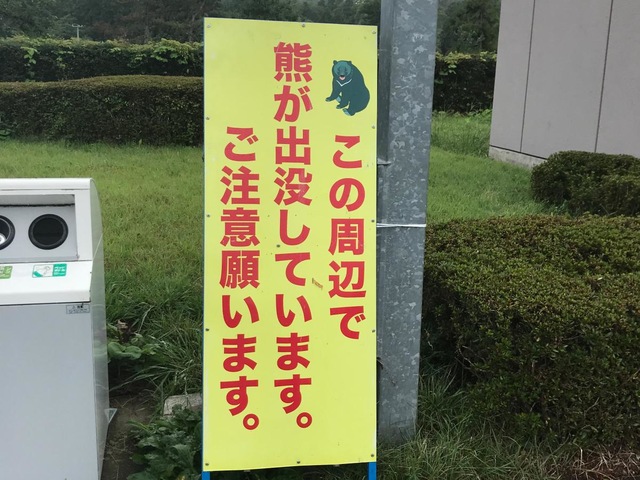 この周辺で
熊が出没しています。
ご注意願います。